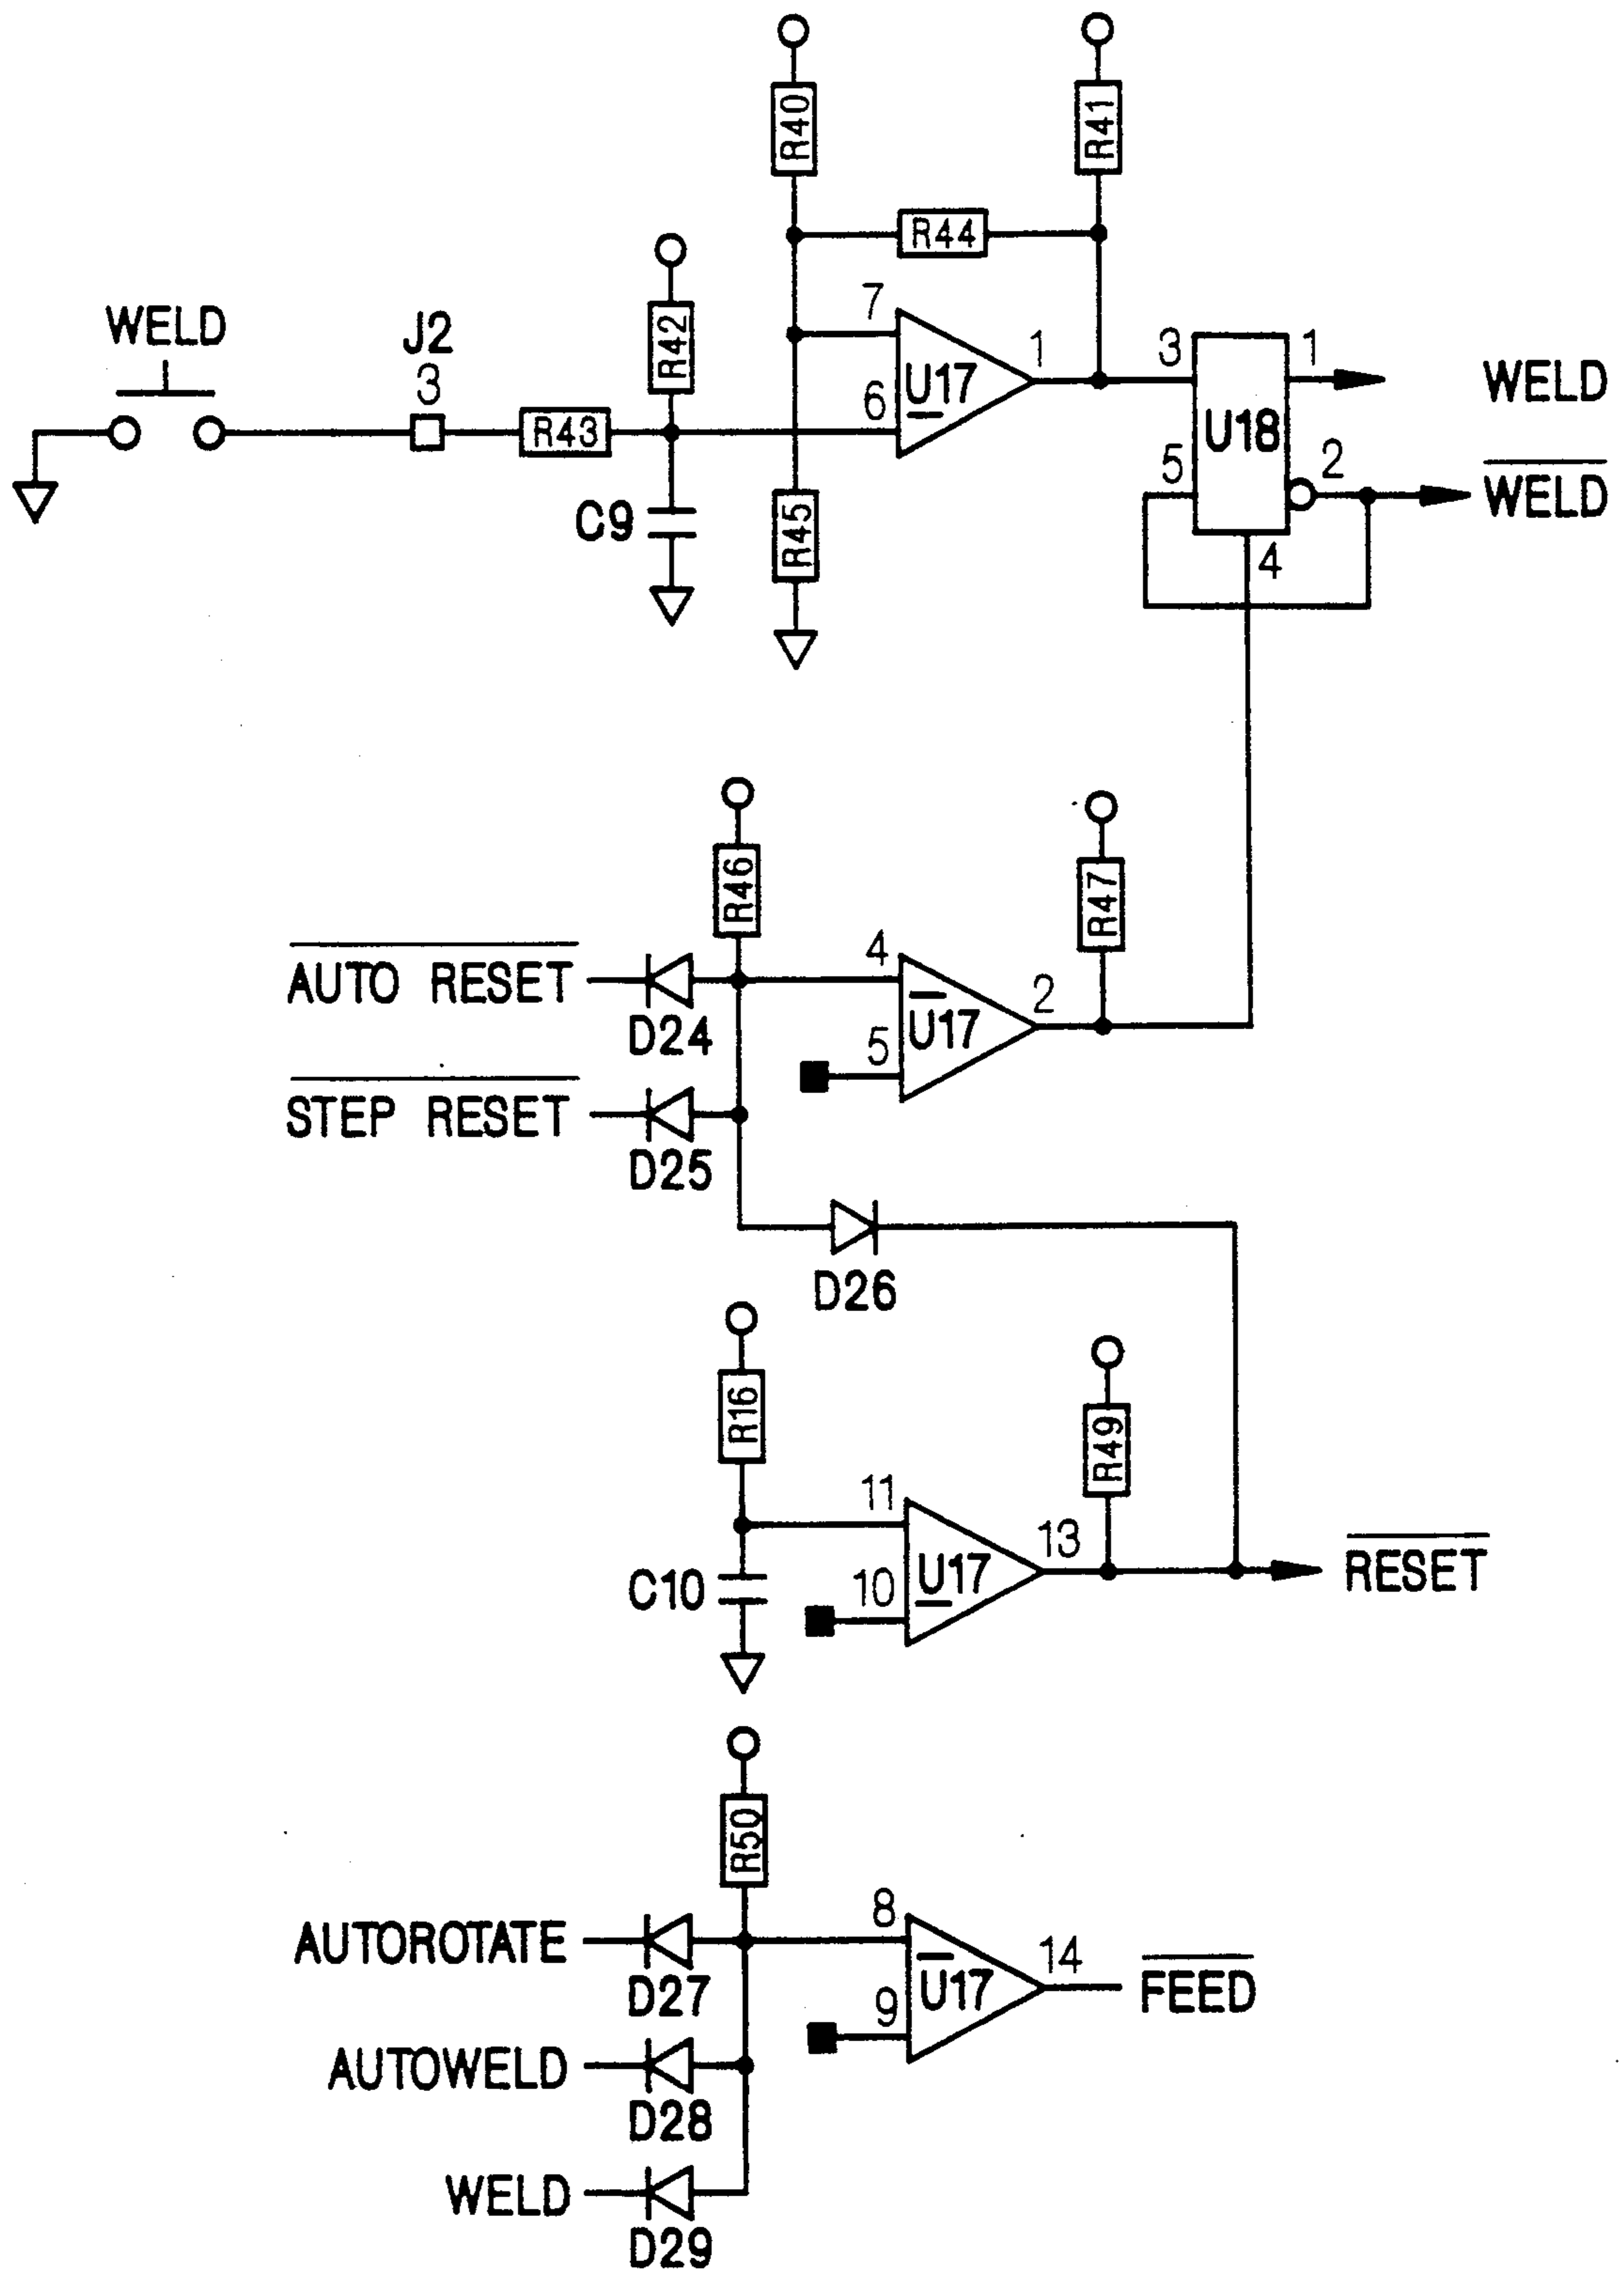 R40
R41
R44
WELD
J2
3
R42
R43
7
6
U17
1
3
5
U18
1
2
4
WELD
WELD
C9
R45
R46
R47
AUTO RESET
D24
4
5
U17
2
STEP RESET
D25
D26
R16
R49
11
10
U17
13
RESET
C10
R50
AUTOROTATE
D27
8
9
U17
14
FEED
AUTOWELD
D28
WELD
D29